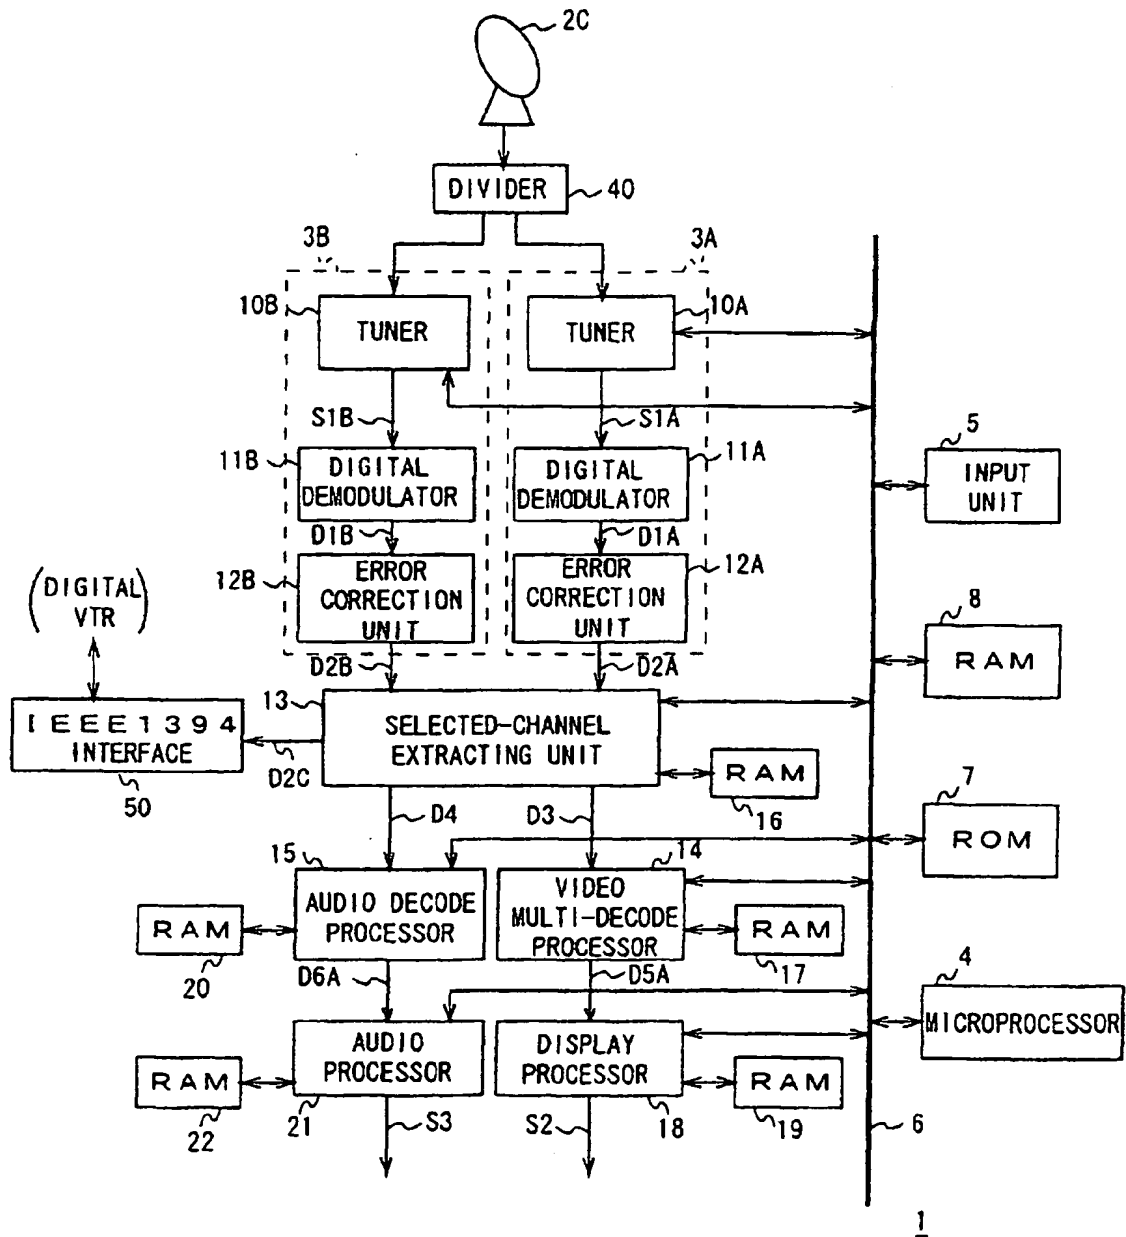 2C
DIVIDER
40
3B
3A
10B
TUNER
TUNER
10A
S1B
S1A
5
INPUT
UNIT
11B
DIGITAL
DEMODULATOR
DIGITAL
DEMODULATOR
11A
D1B
D1A
12B
ERROR
CORRECTION
UNIT
ERROR
CORRECTION
UNIT
12A
(DIGITAL
VTR)
8
RAM
D2B
D2A
13
SELECTED-CHANNEL
EXTRACTING UNIT
IEEE1394
INTERFACE
50
D2C
RAM
16
7
ROM
D4
D3
15
AUDIO DECODE
PROCESSOR
14
VIDEO
MULTI-DECODE
PROCESSOR
RAM
20
RAM
17
D6A
D5A
4
MICROPROCESSOR
AUDIO
PROCESSOR
DISPLAY
PROCESSOR
RAM
22
RAM
19
21
S3
S2
18
6
1